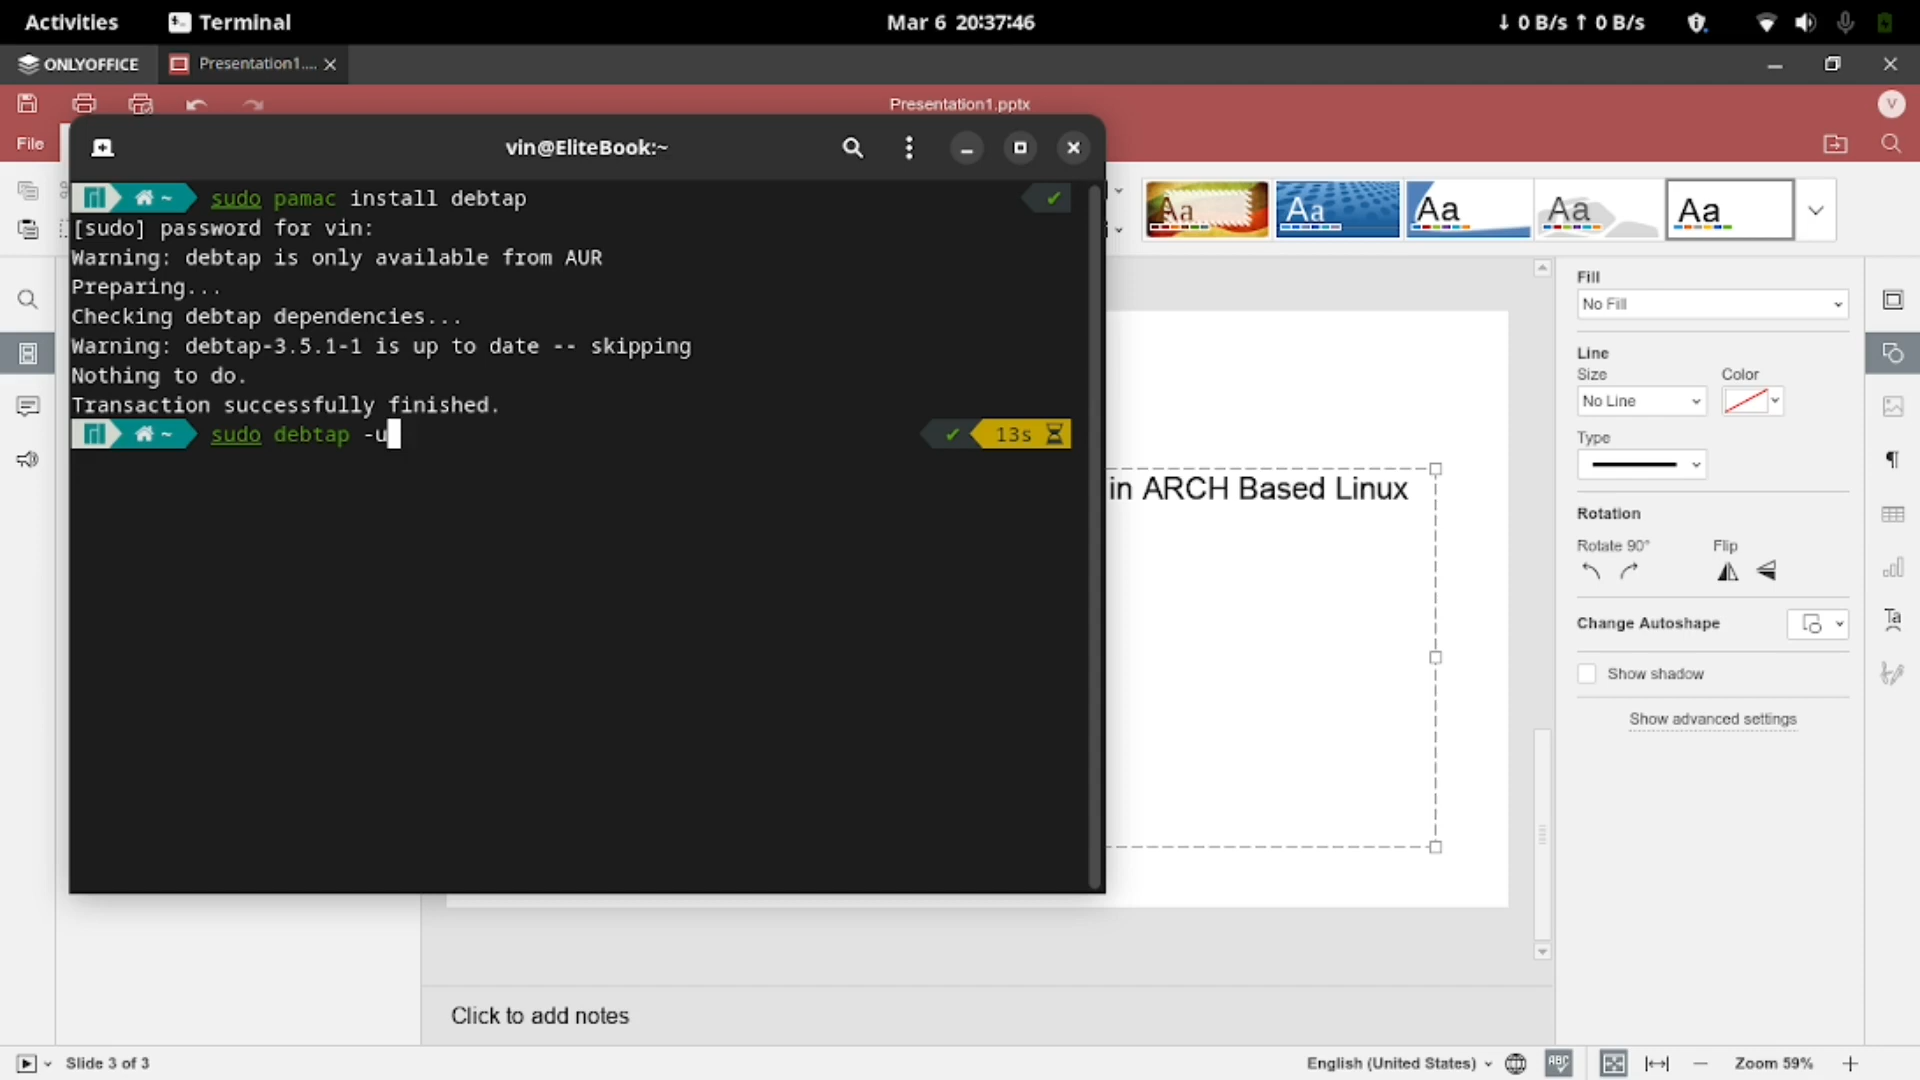 Activities Terminal Mar 6 20:37:46 ↓ 0 B/s ↑ 0 B/s
ONLYOFFICE Presentation1....
Presentation1.pptx V
File
vin@EliteBook:~
~ sudo pamac install debtap ✔
[sudo] password for vin:
Warning: debtap is only available from AUR
Preparing...
Checking debtap dependencies...
Warning: debtap-3.5.1-1 is up to date -- skipping
Nothing to do.
Transaction successfully finished.
~ sudo debtap -u ✔ 13s
Aa Aa Aa Aa Aa
in ARCH Based Linux
Fill
No Fill
Line
Size Color
No Line
Type
Rotation
Rotate 90° Flip
Change Autoshape
Show shadow
Show advanced settings
Ta
Click to add notes
Slide 3 of 3 English (United States) ABC Zoom 59%